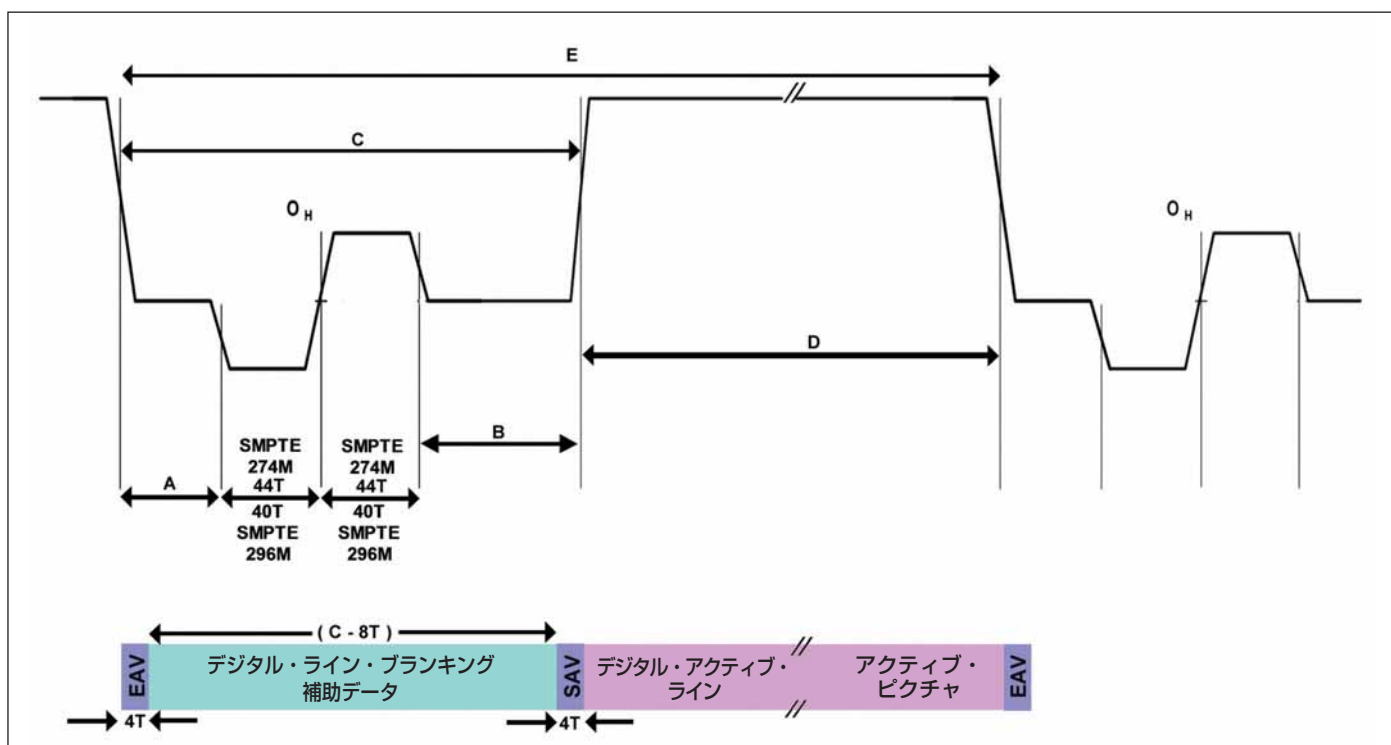 E
C
O H
O H
D
B
A
SMPTE
274M
44T
40T
SMPTE
296M
SMPTE
274M
44T
40T
SMPTE
296M
( C - 8T )
EAV
デジタル・ライン・ブランキング
補助データ
SAV
デジタル・アクティブ・
ライン
アクティブ・
ピクチャ
EAV
4T
4T